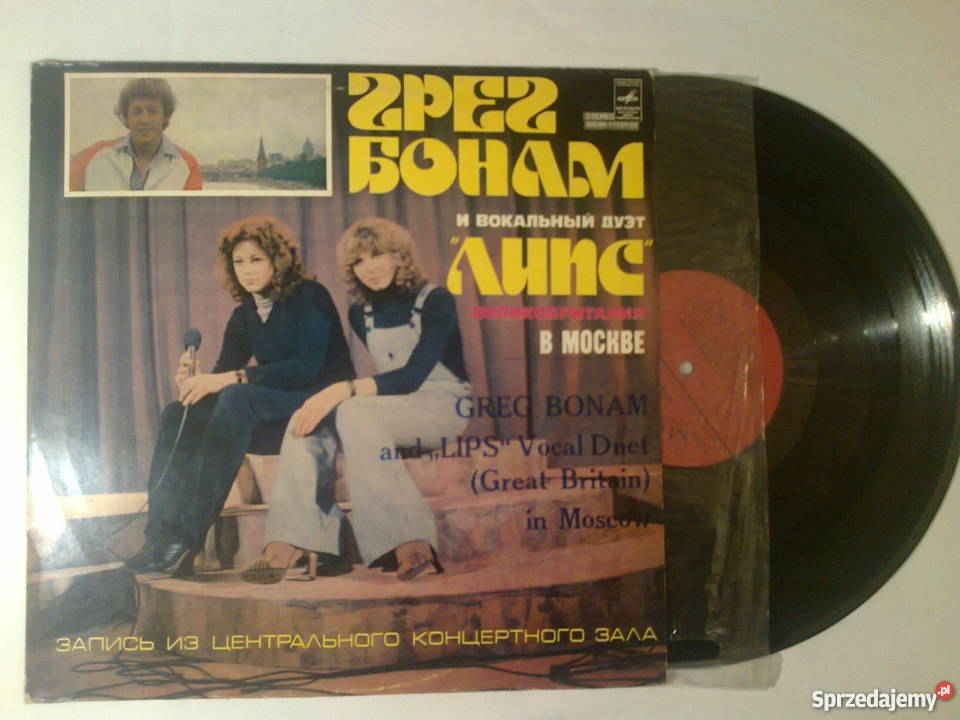 ГРЕГ
БОНАМ
СТЕРЕО
И ВОКАЛЬНЫЙ ДУЭТ
"ЛИПС"
ВЕЛИКОБРИТАНИЯ
В МОСКВЕ
GREG BONAM
and „LIPS" Vocal Duet
(Great Britain)
in Moscow
ЗАПИСЬ ИЗ ЦЕНТРАЛЬНОГО КОНЦЕРТНОГО ЗАЛА
Sprzedajemy.pl